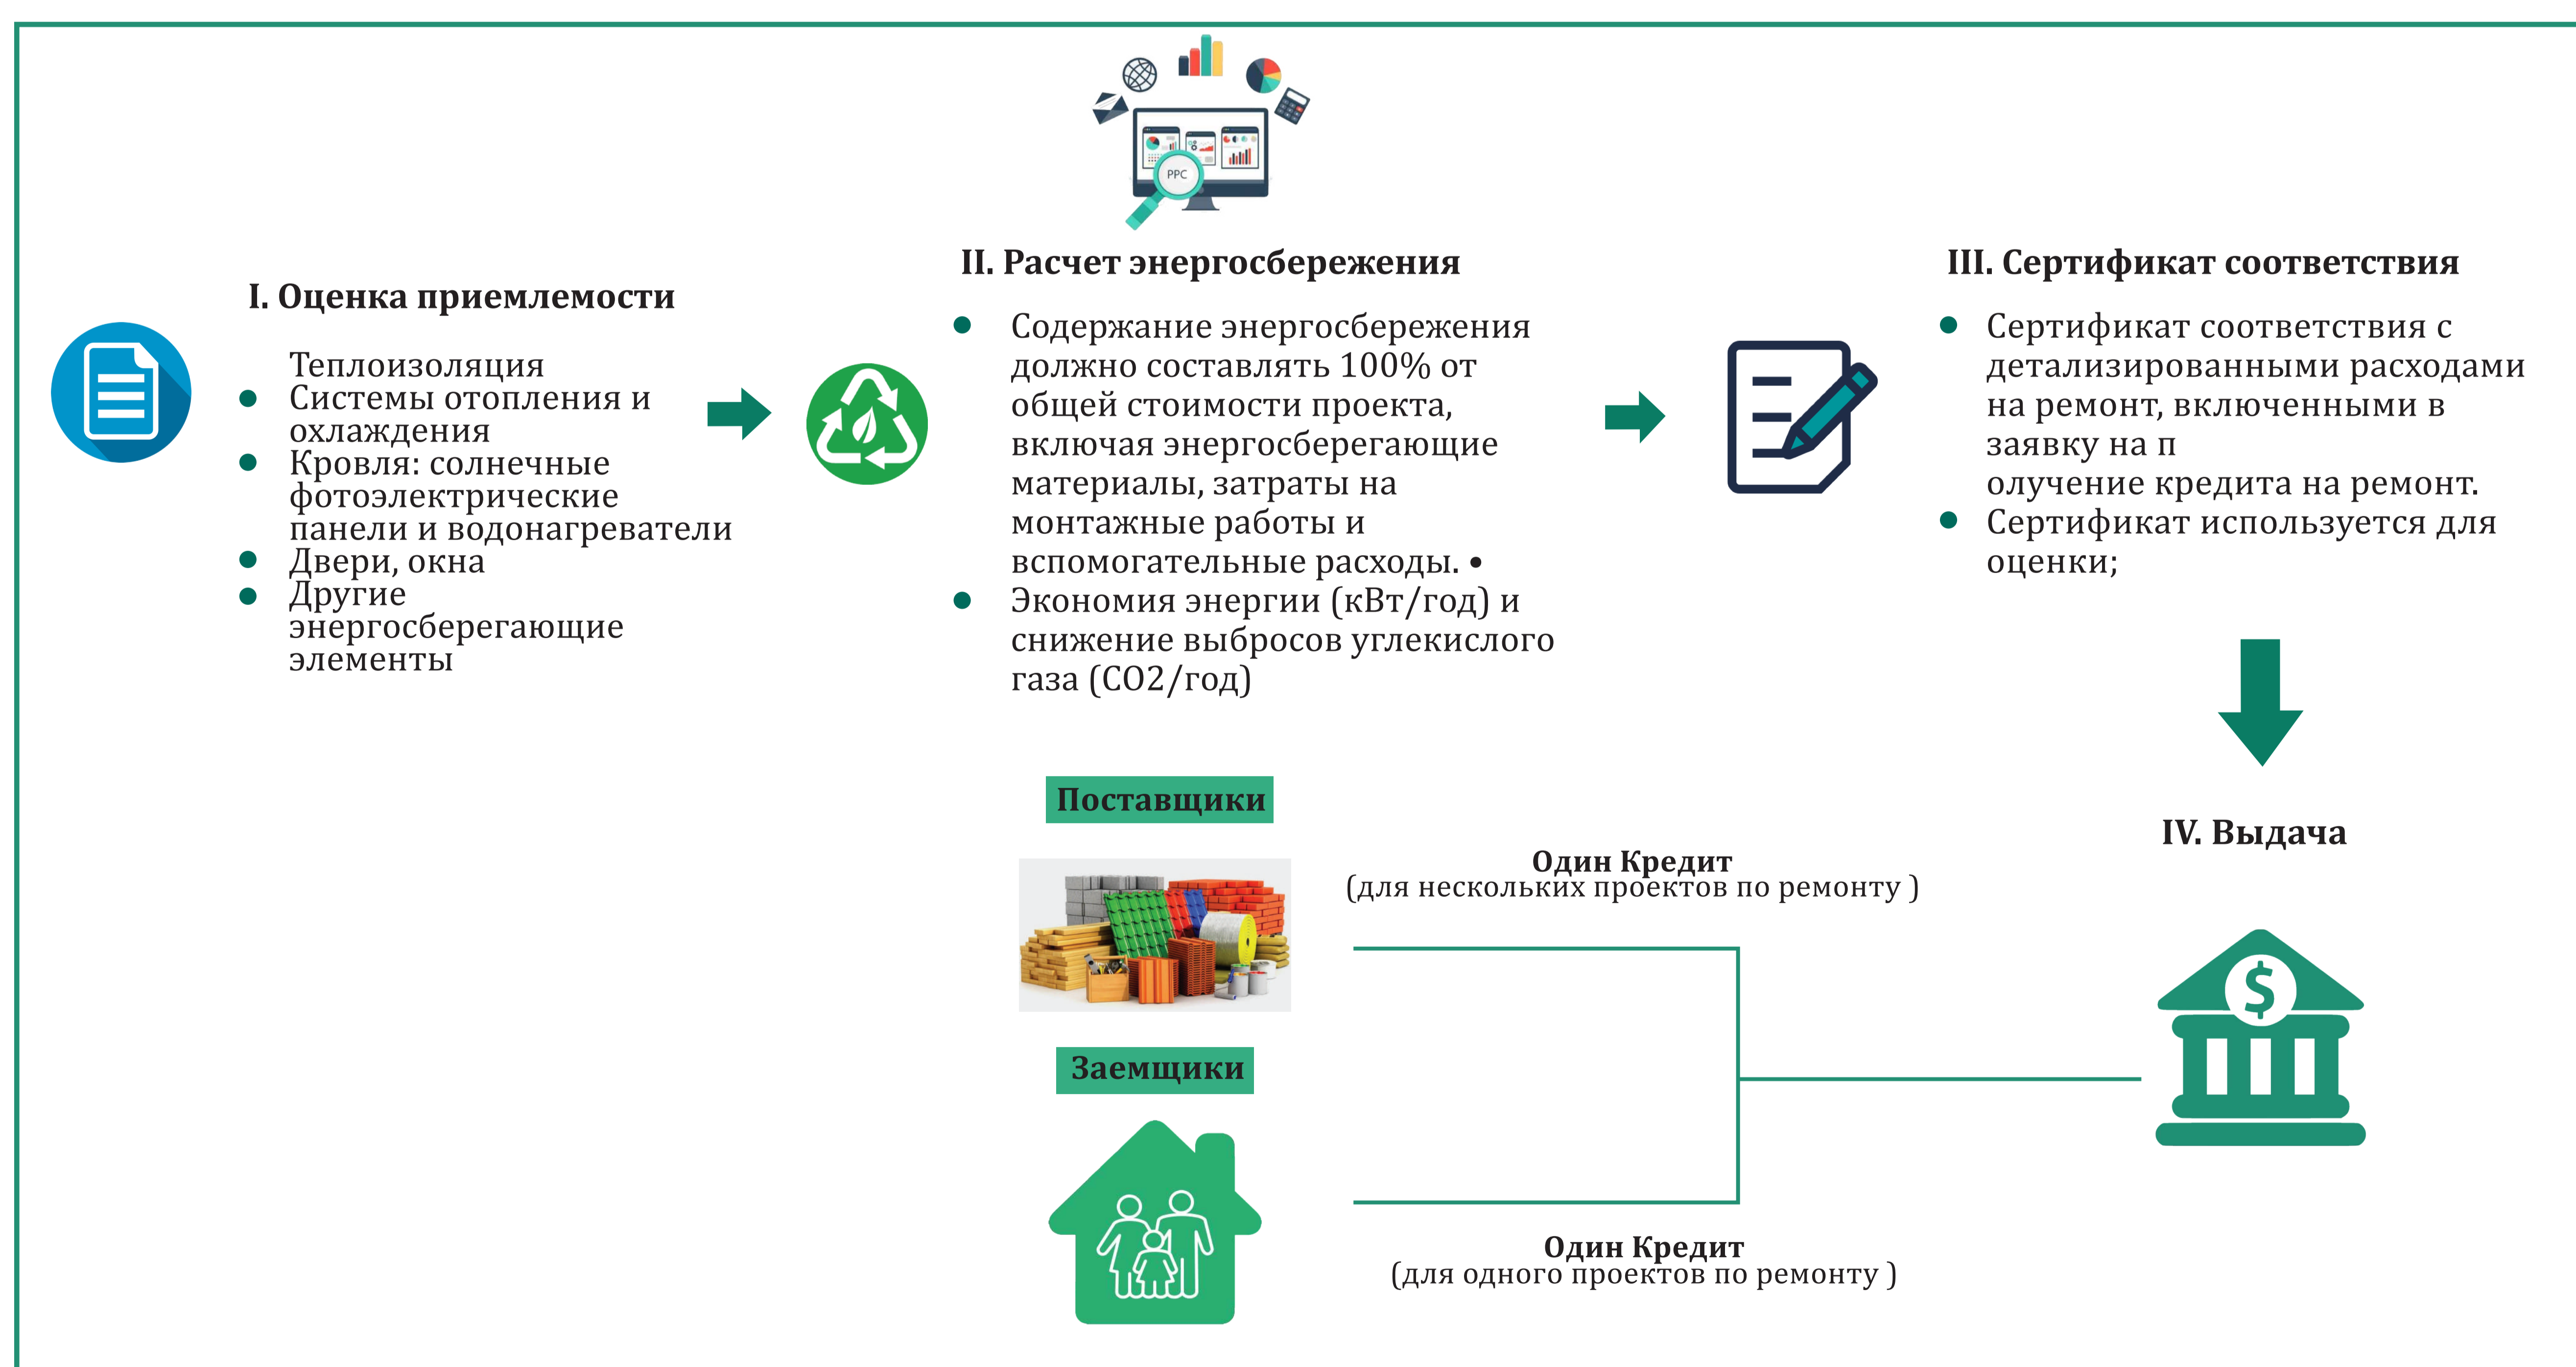 PPC
I. Оценка приемлемости
Теплоизоляция
● Системы отопления и
охлаждения
● Кровля: солнечные
фотоэлектрические
панели и водонагреватели
● Двери, окна
● Другие
энергосберегающие
элементы
II. Расчет энергосбережения
● Содержание энергосбережения
должно составлять 100% от
общей стоимости проекта,
включая энергосберегающие
материалы, затраты на
монтажные работы и
вспомогательные расходы. •
● Экономия энергии (кВт/год) и
снижение выбросов углекислого
газа (CO2/год)
III. Сертификат соответствия
● Сертификат соответствия с
детализированными расходами
на ремонт, включенными в
заявку на п
олучение кредита на ремонт.
● Сертификат используется для
оценки;
IV. Выдача
$
Поставщики
Один Кредит
(для нескольких проектов по ремонту )
Заемщики
Один Кредит
(для одного проектов по ремонту )